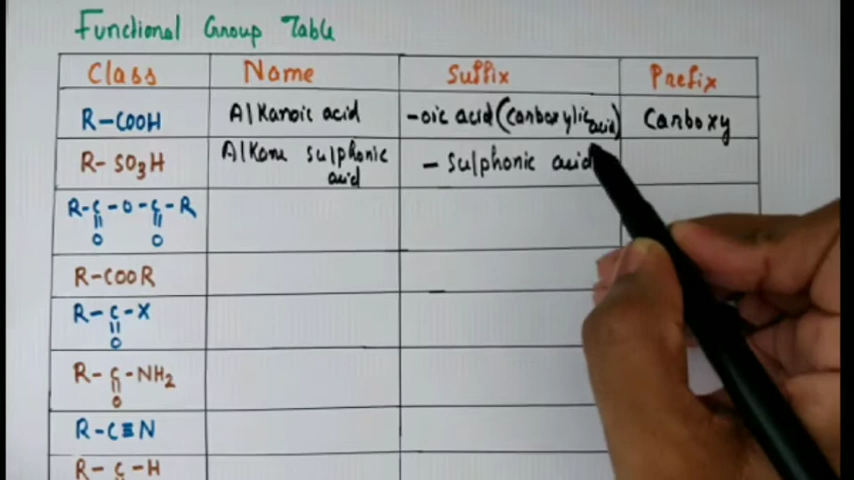 Functional Group Table
Class Name Suffix Prefix
R-COOH Alkanoic acid -oic acid (carboxylic acid) Carboxy
R-SO3H Alkane sulphonic acid - Sulphonic acid
R-C-O-C-R
O O
R-COOR
R-C-X
O
R-C-NH2
O
R-C≡N
R-C-H